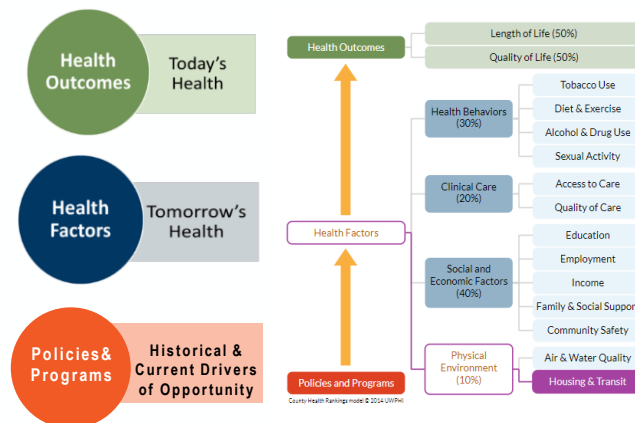 Health
Outcomes
Today's
Health
Health
Factors
Tomorrow's
Health
Policies&
Programs
Historical &
Current Drivers
of Opportunity
Health Outcomes
Length of Life (50%)
Quality of Life (50%)
Health Factors
Health Behaviors
(30%)
Tobacco Use
Diet & Exercise
Alcohol & Drug Use
Sexual Activity
Clinical Care
(20%)
Access to Care
Quality of Care
Social and
Economic Factors
(40%)
Education
Employment
Income
Family & Social Support
Community Safety
Physical
Environment
(10%)
Air & Water Quality
Housing & Transit
Policies and Programs
County Health Rankings model © 2014 UWPHI